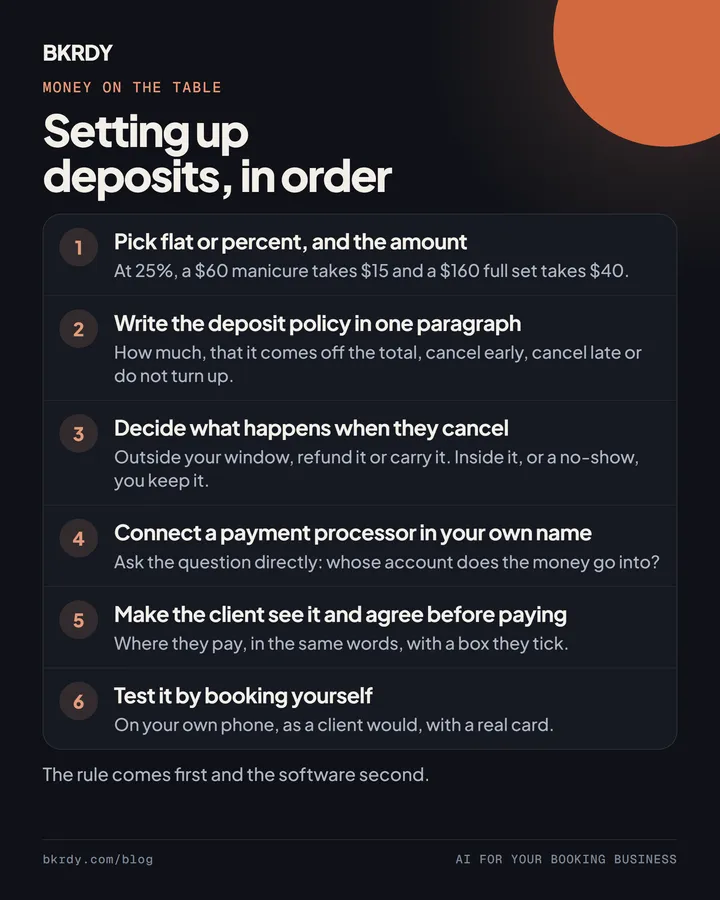 BKRDY
MONEY ON THE TABLE
Setting up
deposits, in order
1
Pick flat or percent, and the amount
At 25%, a $60 manicure takes $15 and a $160 full set takes $40.
2
Write the deposit policy in one paragraph
How much, that it comes off the total, cancel early, cancel late or
do not turn up.
3
Decide what happens when they cancel
Outside your window, refund it or carry it. Inside it, or a no-show,
you keep it.
4
Connect a payment processor in your own name
Ask the question directly: whose account does the money go into?
5
Make the client see it and agree before paying
Where they pay, in the same words, with a box they tick.
6
Test it by booking yourself
On your own phone, as a client would, with a real card.
The rule comes first and the software second.
bkrdy.com/blog
AI FOR YOUR BOOKING BUSINESS